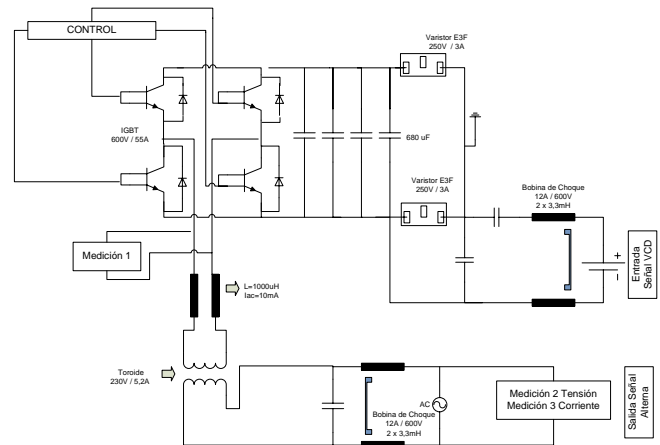 CONTROL
Varistor E3F
250V / 3A
IGBT
600V / 55A
680 uF
Varistor E3F
250V / 3A
Bobina de Choque
12A / 600V
2 x 3,3mH
Medición 1
L=1000uH
Iac=10mA
+
–
Entrada
Señal VCD
Toroide
230V / 5,2A
AC
Bobina de Choque
12A / 600V
2 x 3,3mH
Medición 2 Tensión
Medición 3 Corriente
Salida Señal
Alterna